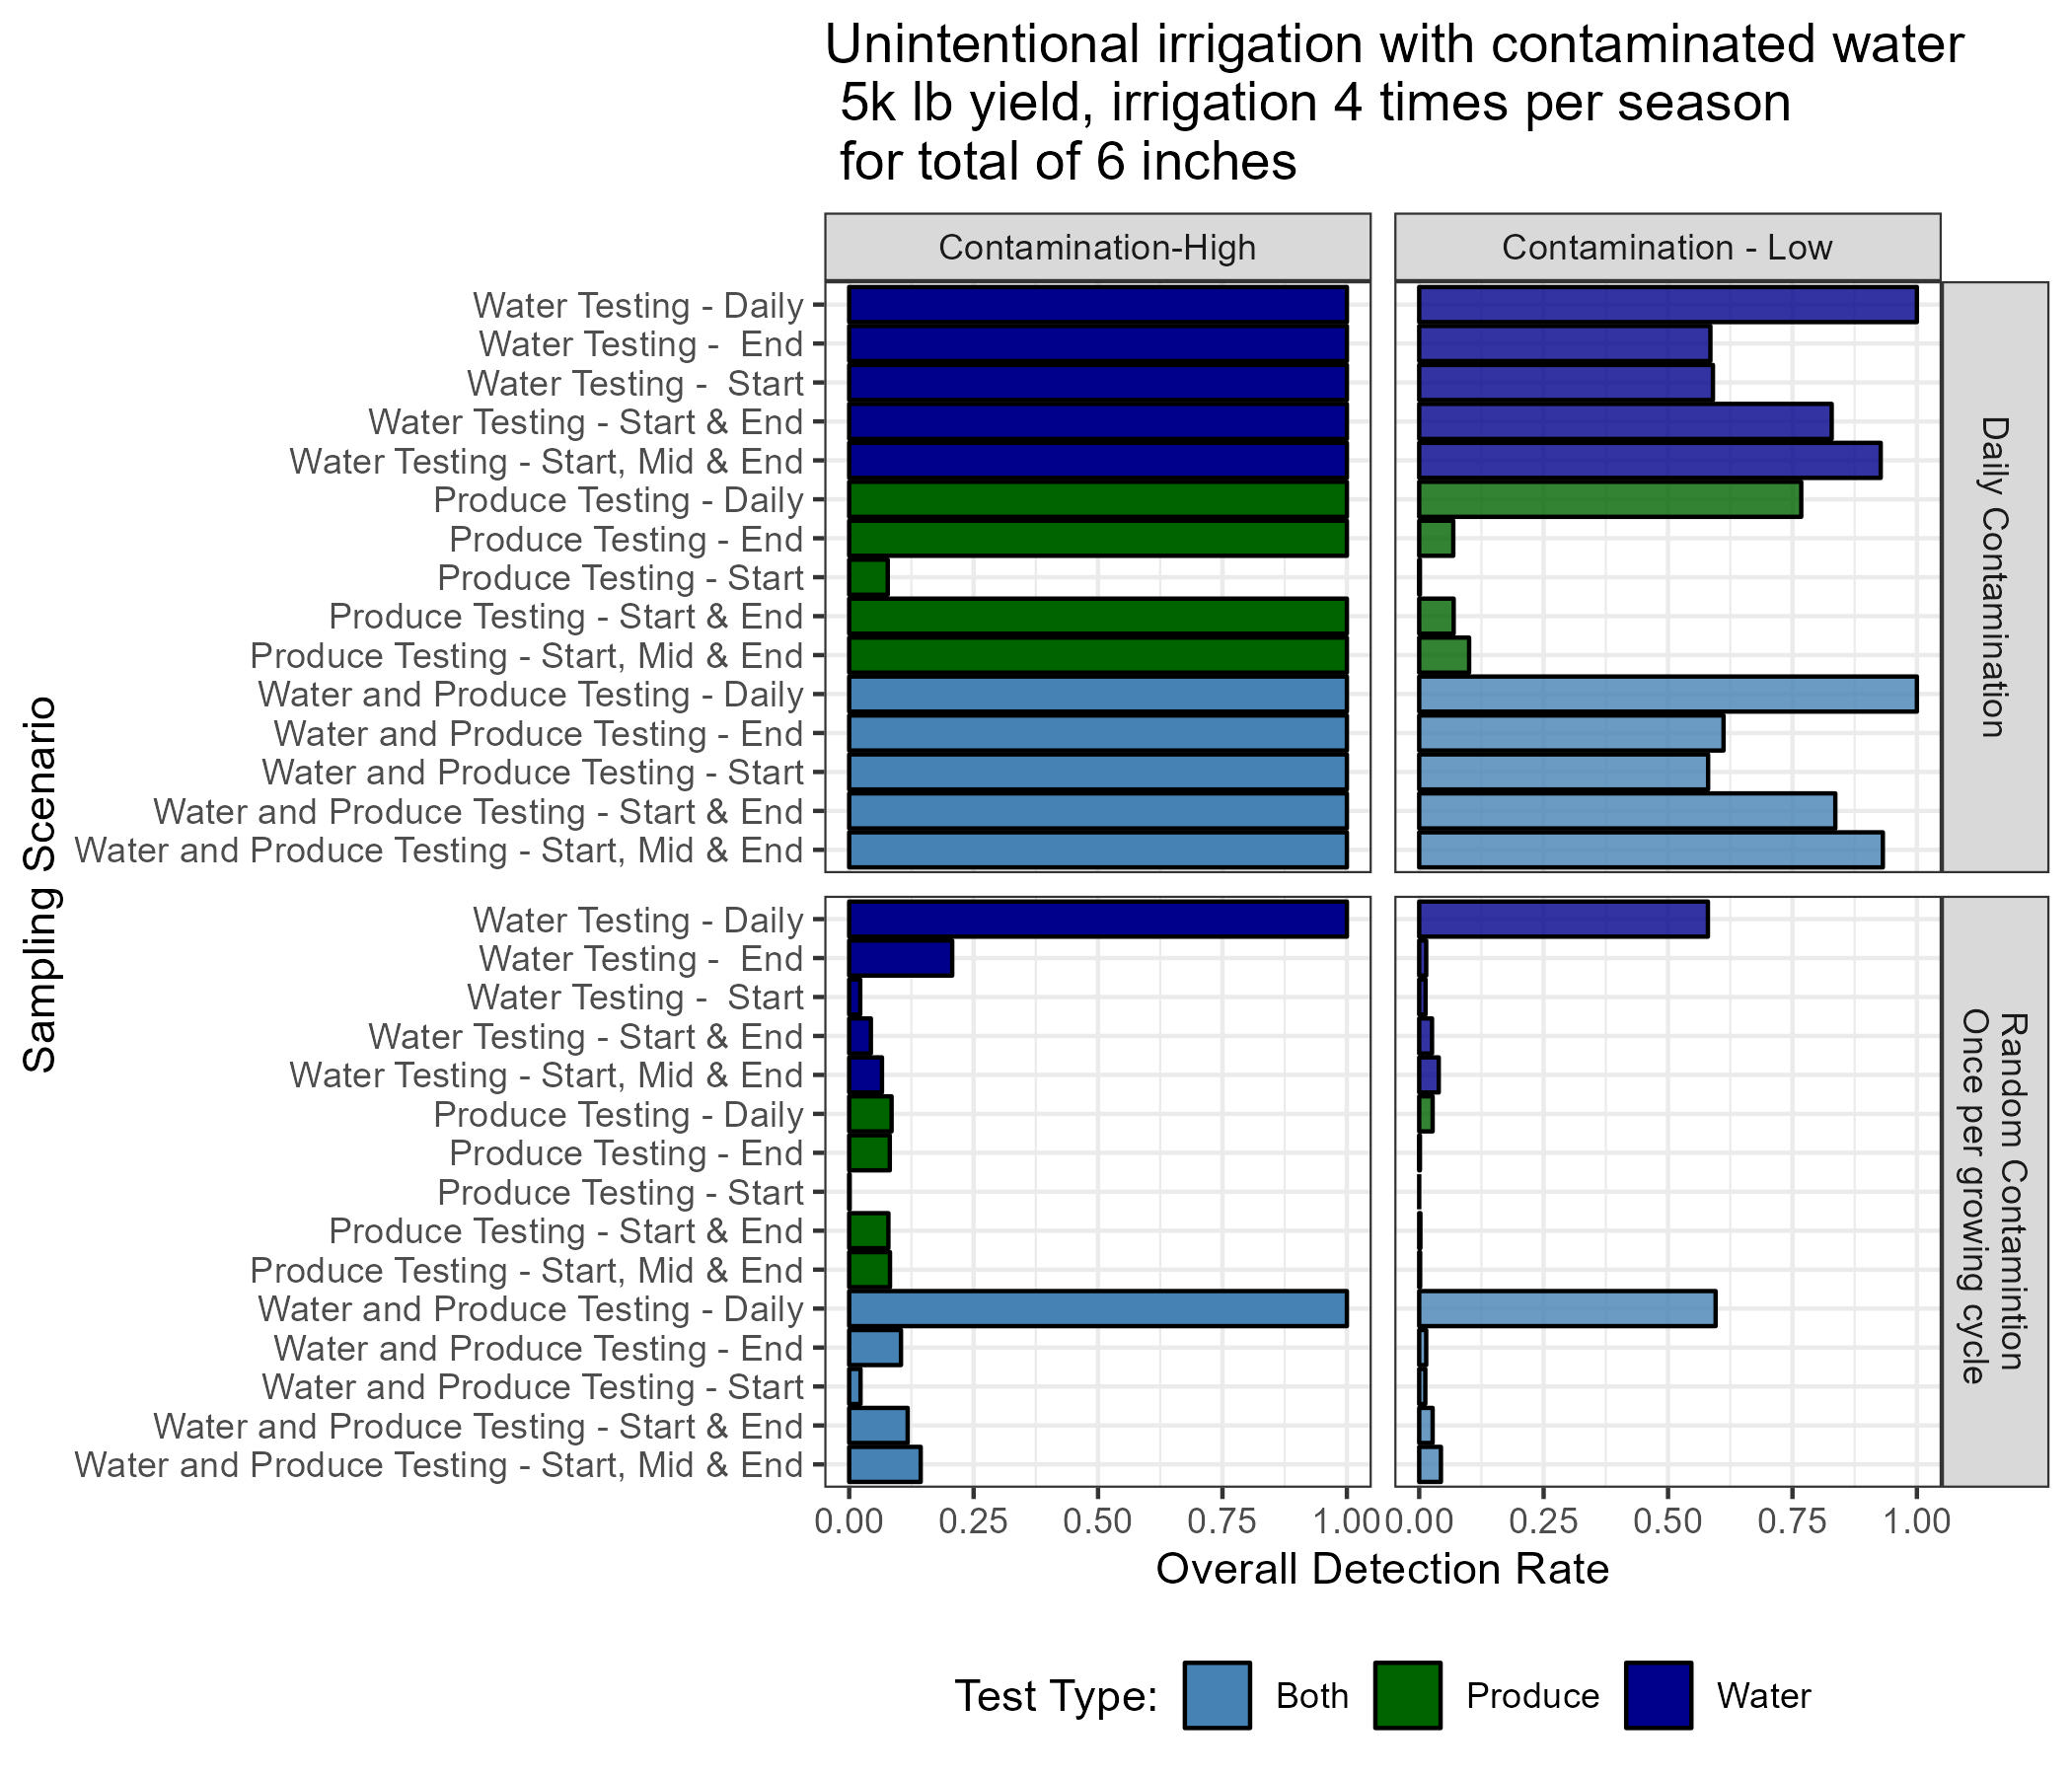 Unintentional irrigation with contaminated water
5k lb yield, irrigation 4 times per season
for total of 6 inches
Contamination-High
Contamination - Low
Sampling Scenario
Water Testing - Daily
Water Testing -  End
Water Testing -  Start
Water Testing - Start & End
Water Testing - Start, Mid & End
Produce Testing - Daily
Produce Testing - End
Produce Testing - Start
Produce Testing - Start & End
Produce Testing - Start, Mid & End
Water and Produce Testing - Daily
Water and Produce Testing - End
Water and Produce Testing - Start
Water and Produce Testing - Start & End
Water and Produce Testing - Start, Mid & End
Daily Contamination
Water Testing - Daily
Water Testing -  End
Water Testing -  Start
Water Testing - Start & End
Water Testing - Start, Mid & End
Produce Testing - Daily
Produce Testing - End
Produce Testing - Start
Produce Testing - Start & End
Produce Testing - Start, Mid & End
Water and Produce Testing - Daily
Water and Produce Testing - End
Water and Produce Testing - Start
Water and Produce Testing - Start & End
Water and Produce Testing - Start, Mid & End
Random Contamintion
Once per growing cycle
0.00 0.25 0.50 0.75 1.00 0.00 0.25 0.50 0.75 1.00
Overall Detection Rate
Test Type: Both Produce Water